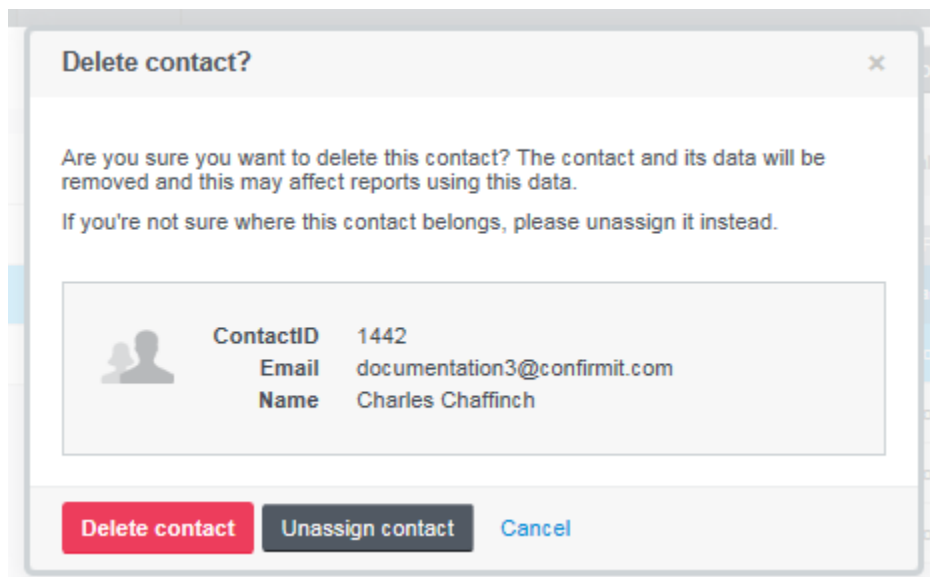 Delete contact?
×
Are you sure you want to delete this contact? The contact and its data will be
removed and this may affect reports using this data.
If you're not sure where this contact belongs, please unassign it instead.
ContactID 1442
Email documentation3@confirmit.com
Name Charles Chaffinch
Delete contact Unassign contact Cancel